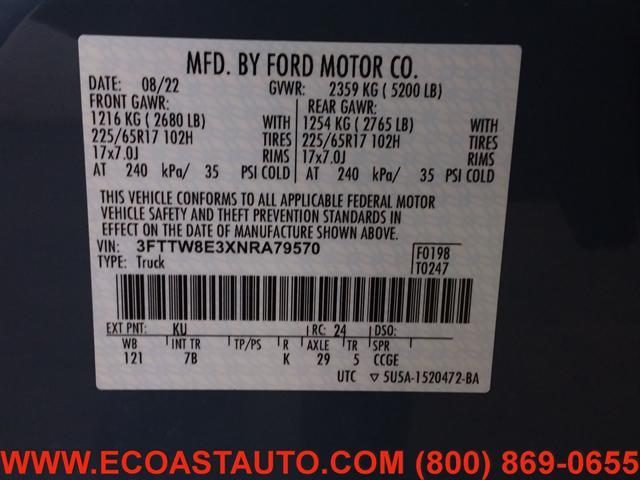 MFD. BY FORD MOTOR CO.
DATE: 08/22 GVWR: 2359 KG ( 5200 LB)
FRONT GAWR: REAR GAWR:
1216 KG ( 2680 LB) WITH 1254 KG ( 2765 LB) WITH
225/65R17 102H TIRES 225/65R17 102H TIRES
17x7.0J RIMS 17x7.0J RIMS
AT 240 kPa/ 35 PSI COLD AT 240 kPa/ 35 PSI COLD
THIS VEHICLE CONFORMS TO ALL APPLICABLE FEDERAL MOTOR
VEHICLE SAFETY AND THEFT PREVENTION STANDARDS IN
EFFECT ON THE DATE OF MANUFACTURE SHOWN ABOVE.
VIN: 3FTTW8E3XNRA79570 F0198
TYPE: Truck T0247
EXT PNT: KU RC: 24 DSO:
WB INT TR TP/PS R AXLE TR SPR
121 7B K 29 5 CCGE
UTC ▽ 5U5A-1520472-BA
WWW.ECOASTAUTO.COM (800) 869-0655